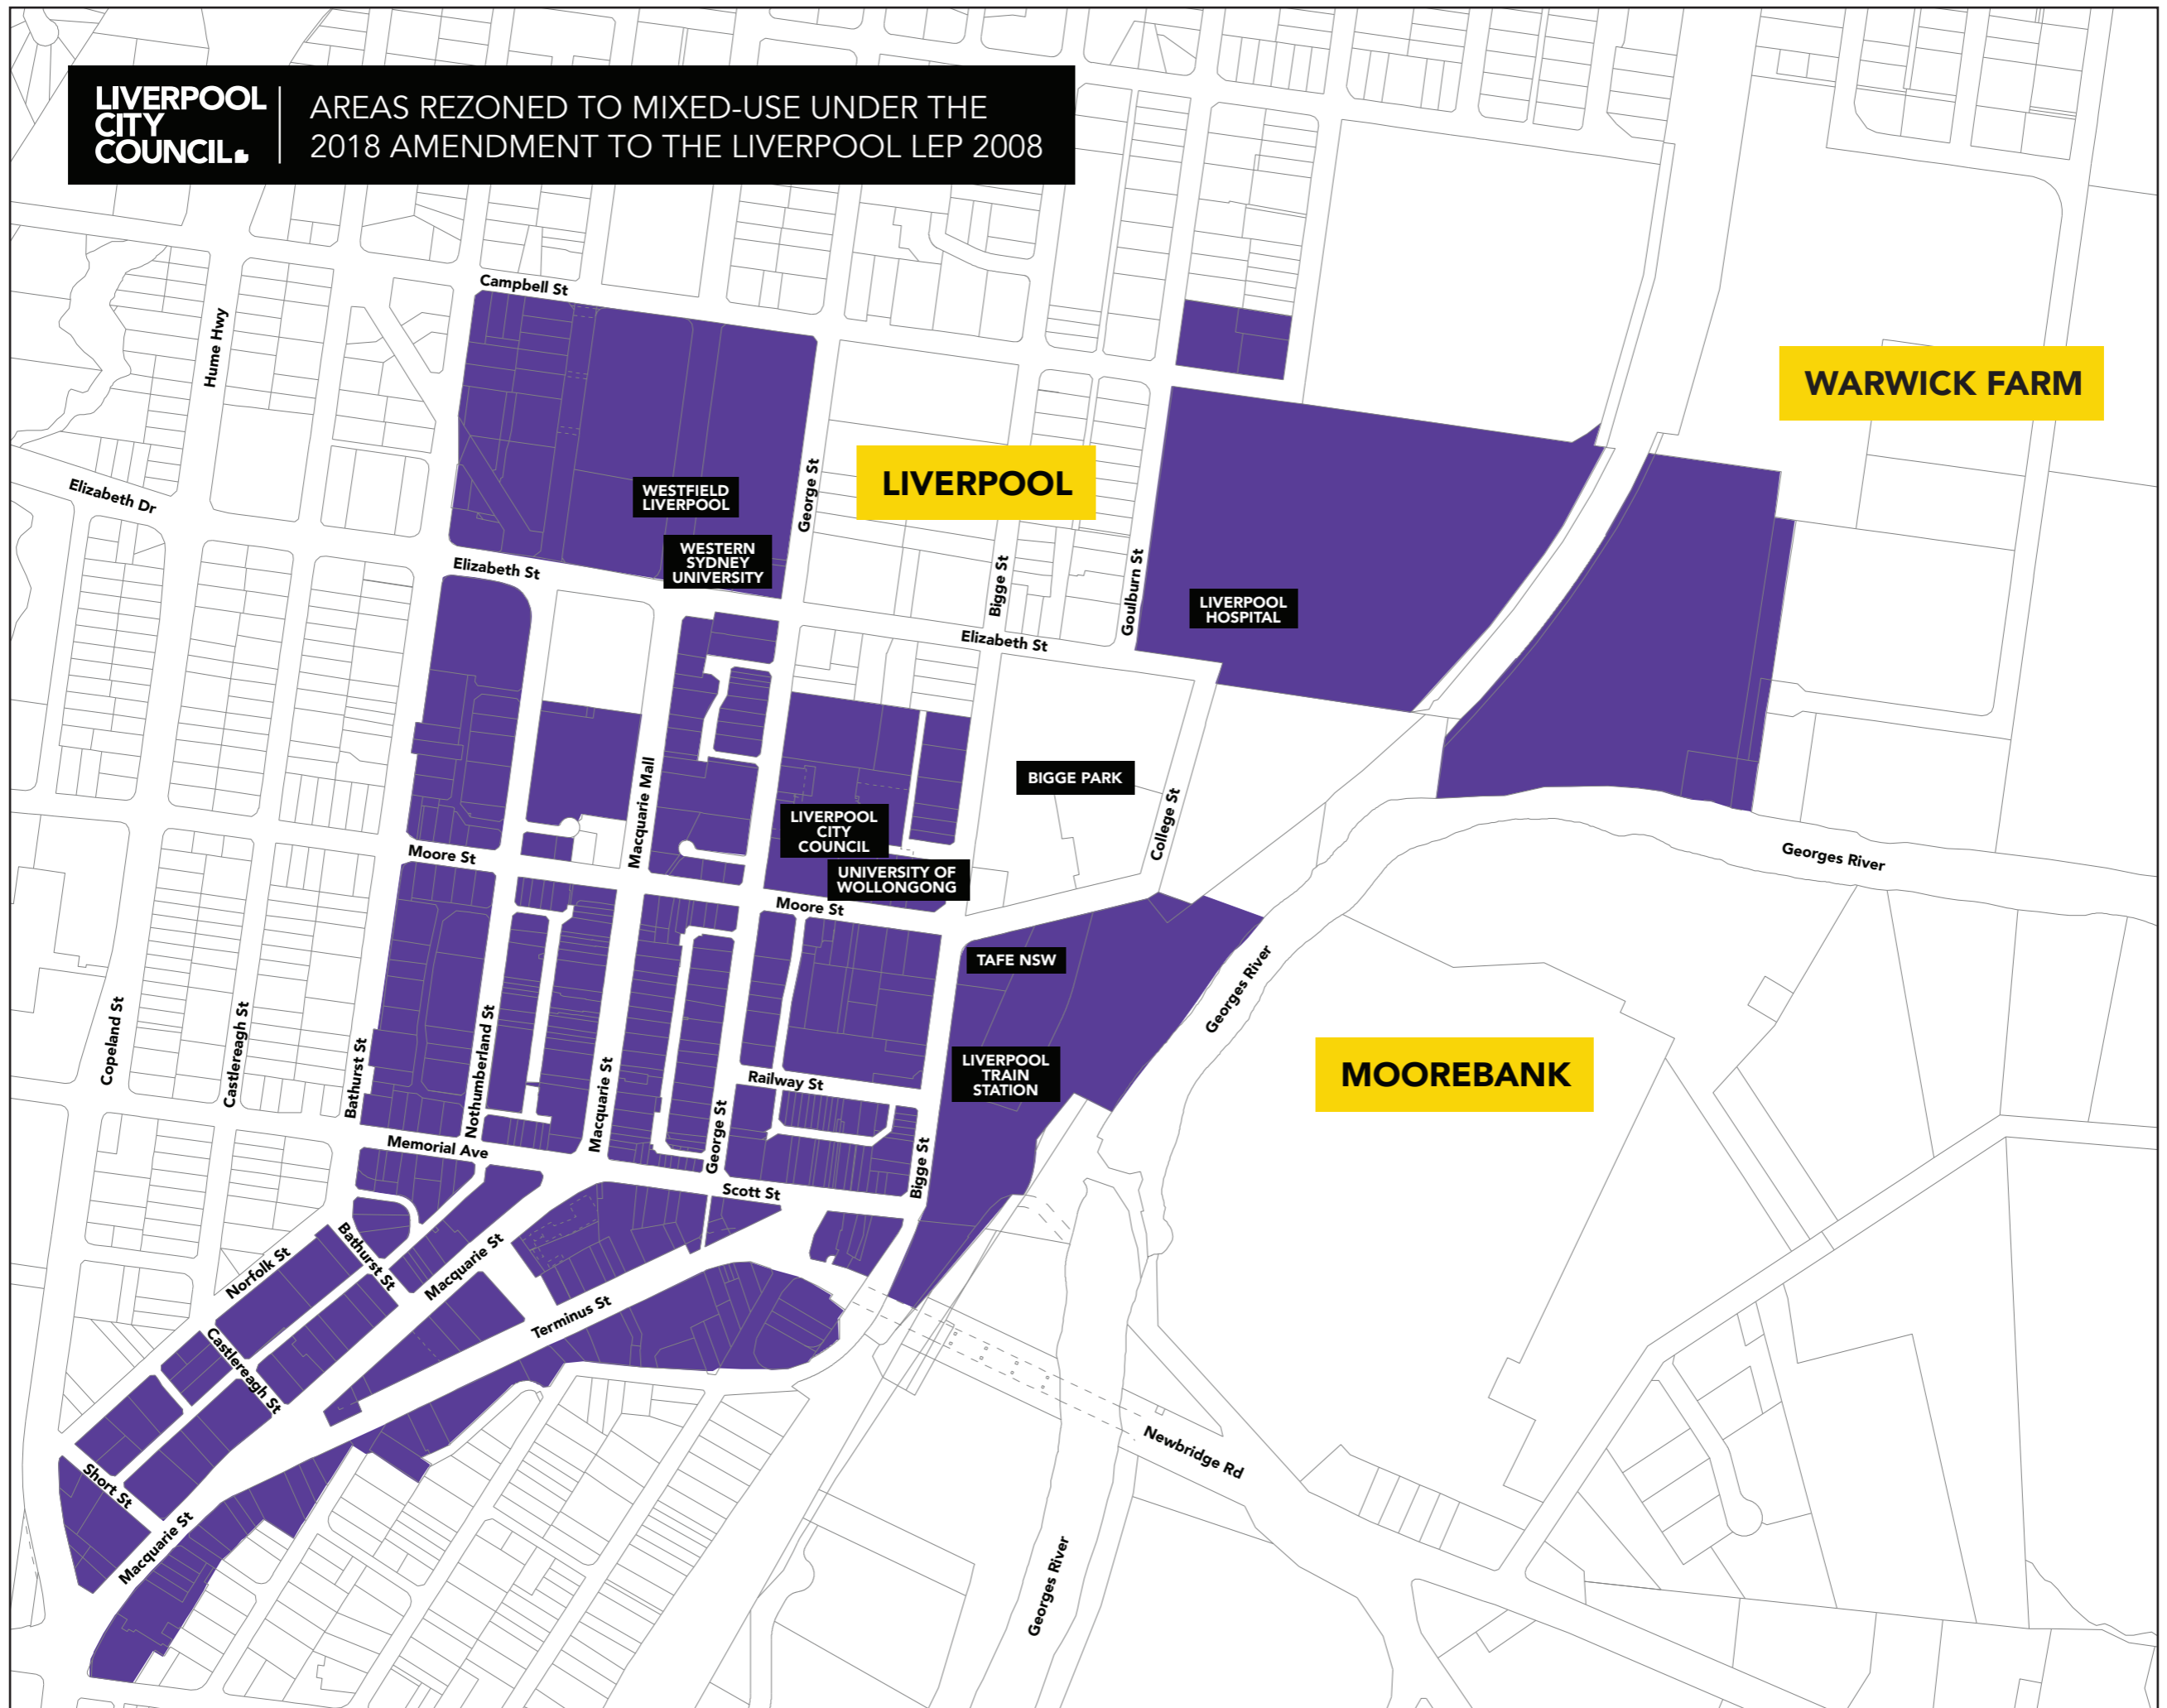 LIVERPOOL
CITY
COUNCIL
AREAS REZONED TO MIXED-USE UNDER THE
2018 AMENDMENT TO THE LIVERPOOL LEP 2008
Campbell St
Hume Hwy
WARWICK FARM
LIVERPOOL
George St
Elizabeth Dr
WESTFIELD
LIVERPOOL
WESTERN
SYDNEY
UNIVERSITY
Elizabeth St
Bigge St
Goulburn St
LIVERPOOL
HOSPITAL
Elizabeth St
BIGGE PARK
Macquarie Mall
LIVERPOOL
CITY
COUNCIL
College St
Moore St
Georges River
UNIVERSITY OF
WOLLONGONG
Moore St
TAFE NSW
Georges River
Copeland St
Castlereagh St
Bathurst St
Nothumberland St
Macquarie St
LIVERPOOL
TRAIN
STATION
MOOREBANK
Railway St
George St
Memorial Ave
Bigge St
Scott St
Norfolk St
Bathurst St
Macquarie St
Terminus St
Castlereagh St
Newbridge Rd
Short St
Macquarie St
Georges River